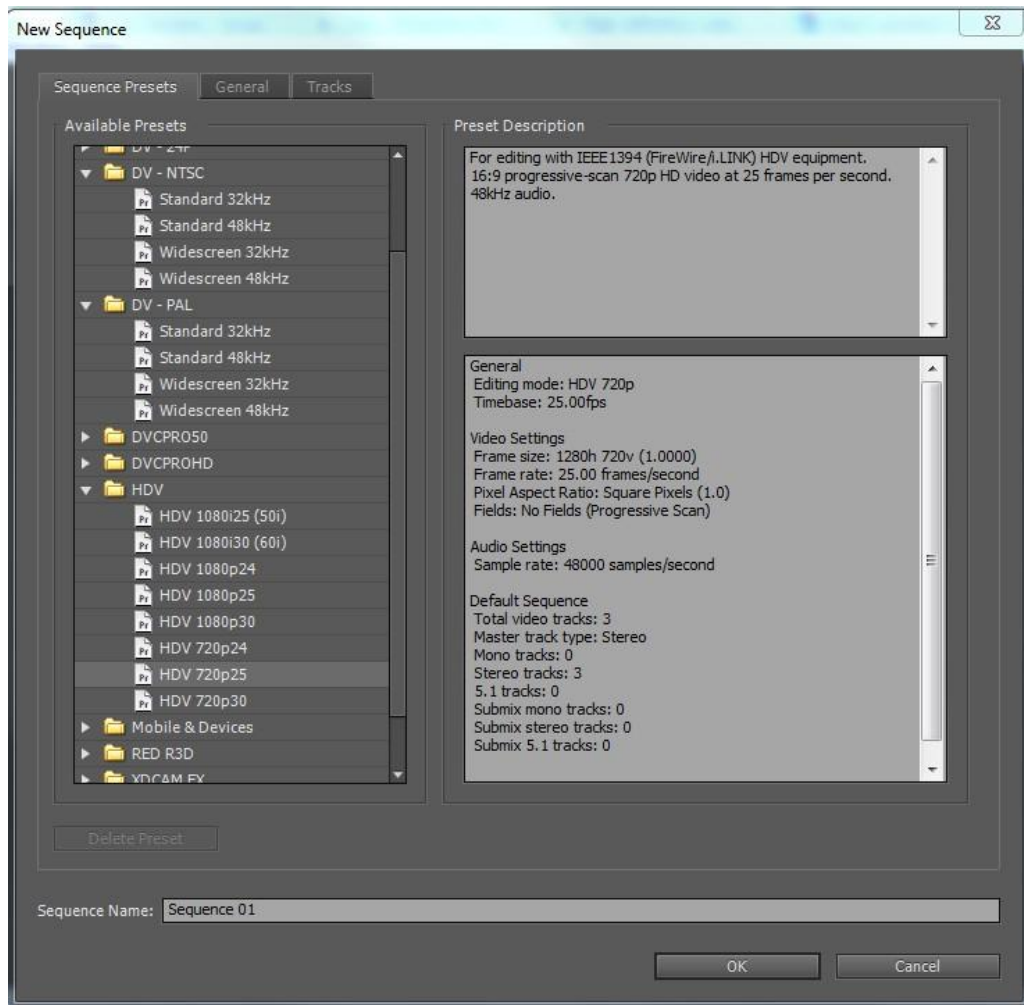 New Sequence
Sequence Presets
General
Tracks
Available Presets
DV - 24P
DV - NTSC
Standard 32kHz
Standard 48kHz
Widescreen 32kHz
Widescreen 48kHz
DV - PAL
Standard 32kHz
Standard 48kHz
Widescreen 32kHz
Widescreen 48kHz
DVCPRO50
DVCPROHD
HDV
HDV 1080i25 (50i)
HDV 1080i30 (60i)
HDV 1080p24
HDV 1080p25
HDV 1080p30
HDV 720p24
HDV 720p25
HDV 720p30
Mobile & Devices
RED R3D
XDCAM EX
Delete Preset
Preset Description
For editing with IEEE1394 (FireWire/i.LINK) HDV equipment.
16:9 progressive-scan 720p HD video at 25 frames per second.
48kHz audio.
General
Editing mode: HDV 720p
Timebase: 25.00fps
Video Settings
Frame size: 1280h 720v (1.0000)
Frame rate: 25.00 frames/second
Pixel Aspect Ratio: Square Pixels (1.0)
Fields: No Fields (Progressive Scan)
Audio Settings
Sample rate: 48000 samples/second
Default Sequence
Total video tracks: 3
Master track type: Stereo
Mono tracks: 0
Stereo tracks: 3
5.1 tracks: 0
Submix mono tracks: 0
Submix stereo tracks: 0
Submix 5.1 tracks: 0
Sequence Name: Sequence 01
OK
Cancel